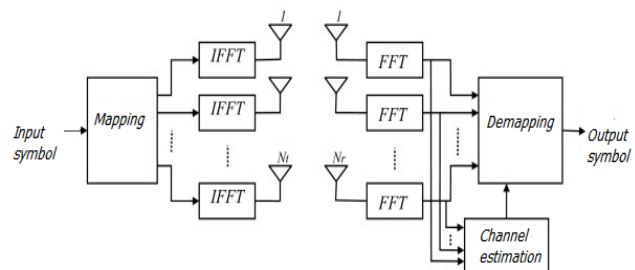 1
1
IFFT
FFT
Mapping
IFFT
FFT
Demapping
Input
symbol
Output
symbol
Nt
Nr
IFFT
FFT
Channel
estimation